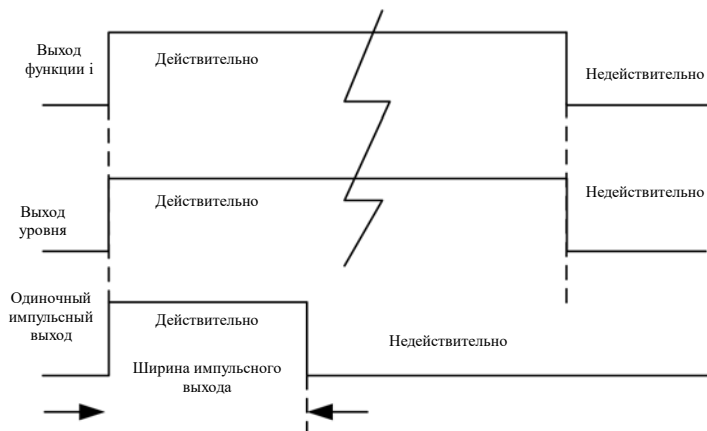 Выход
функции i
Действительно
Недействительно
Выход
уровня
Действительно
Недействительно
Одиночный
импульсный
выход
Действительно
Недействительно
Ширина импульсного
выхода